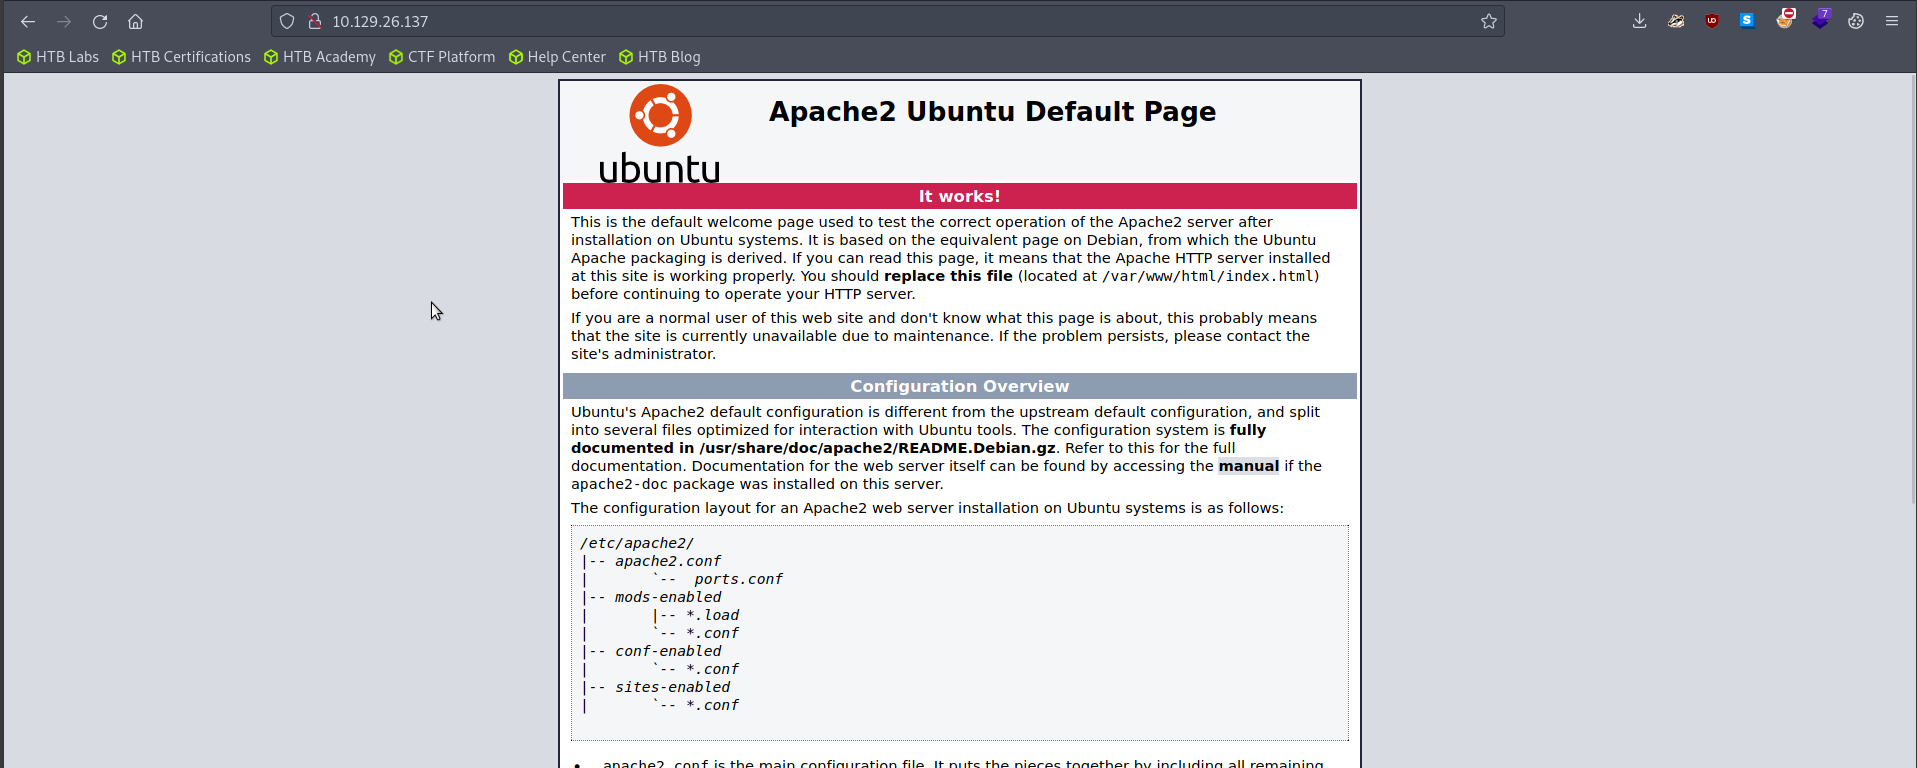 10.129.26.137
7
HTB Labs HTB Certifications HTB Academy CTF Platform Help Center HTB Blog
Apache2 Ubuntu Default Page
ubuntu
It works!
This is the default welcome page used to test the correct operation of the Apache2 server after
installation on Ubuntu systems. It is based on the equivalent page on Debian, from which the Ubuntu
Apache packaging is derived. If you can read this page, it means that the Apache HTTP server installed
at this site is working properly. You should replace this file (located at /var/www/html/index.html)
before continuing to operate your HTTP server.
If you are a normal user of this web site and don't know what this page is about, this probably means
that the site is currently unavailable due to maintenance. If the problem persists, please contact the
site's administrator.
Configuration Overview
Ubuntu's Apache2 default configuration is different from the upstream default configuration, and split
into several files optimized for interaction with Ubuntu tools. The configuration system is fully
documented in /usr/share/doc/apache2/README.Debian.gz. Refer to this for the full
documentation. Documentation for the web server itself can be found by accessing the manual if the
apache2-doc package was installed on this server.
The configuration layout for an Apache2 web server installation on Ubuntu systems is as follows:
/etc/apache2/
|-- apache2.conf
|       `--  ports.conf
|-- mods-enabled
|       |-- *.load
|       `-- *.conf
|-- conf-enabled
|       `-- *.conf
|-- sites-enabled
|       `-- *.conf
• apache2.conf is the main configuration file. It puts the pieces together by including all remaining